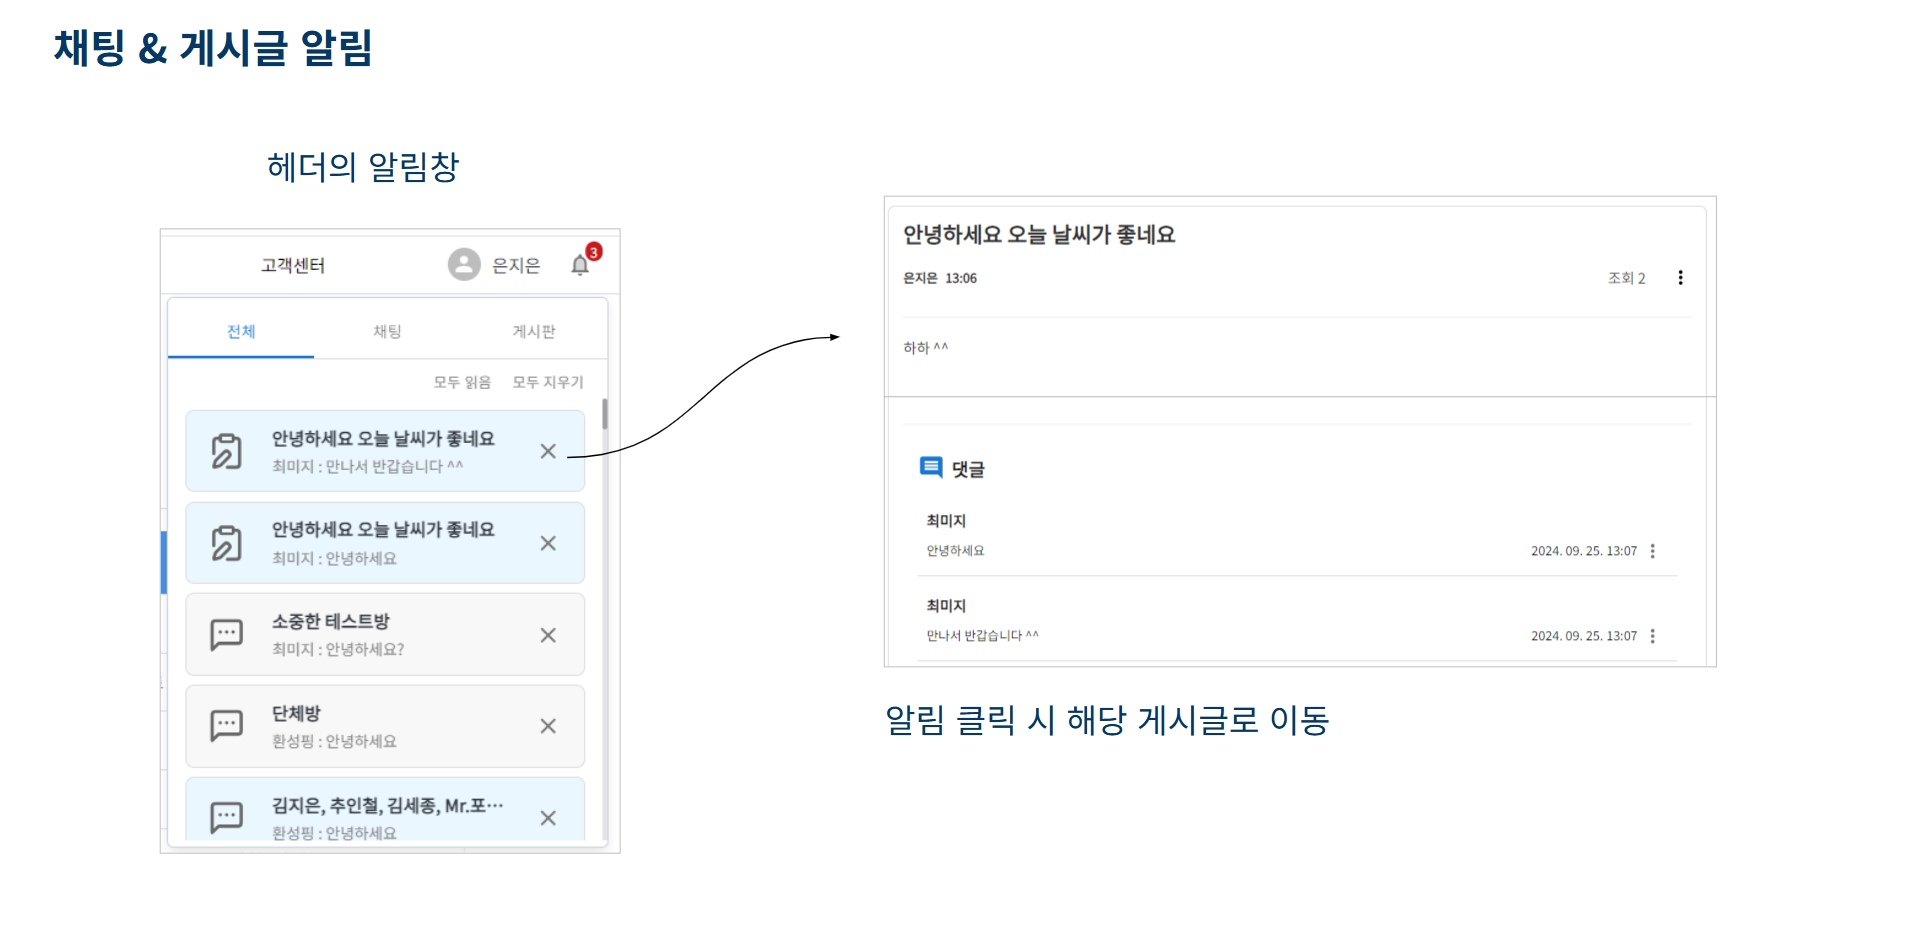 채팅 & 게시글 알림
헤더의 알림창
고객센터
은지은
3
전체
채팅
게시판
모두 읽음
모두 지우기
안녕하세요 오늘 날씨가 좋네요
최미지 : 만나서 반갑습니다 ^^
안녕하세요 오늘 날씨가 좋네요
최미지 : 안녕하세요
소중한 테스트방
최미지 : 안녕하세요?
단체방
환성핑 : 안녕하세요
김지은, 추인철, 김세종, Mr.포···
환성핑 : 안녕하세요
안녕하세요 오늘 날씨가 좋네요
은지은 13:06
조회 2
하하 ^^
댓글
최미지
안녕하세요
2024. 09. 25. 13:07
최미지
만나서 반갑습니다 ^^
2024. 09. 25. 13:07
알림 클릭 시 해당 게시글로 이동